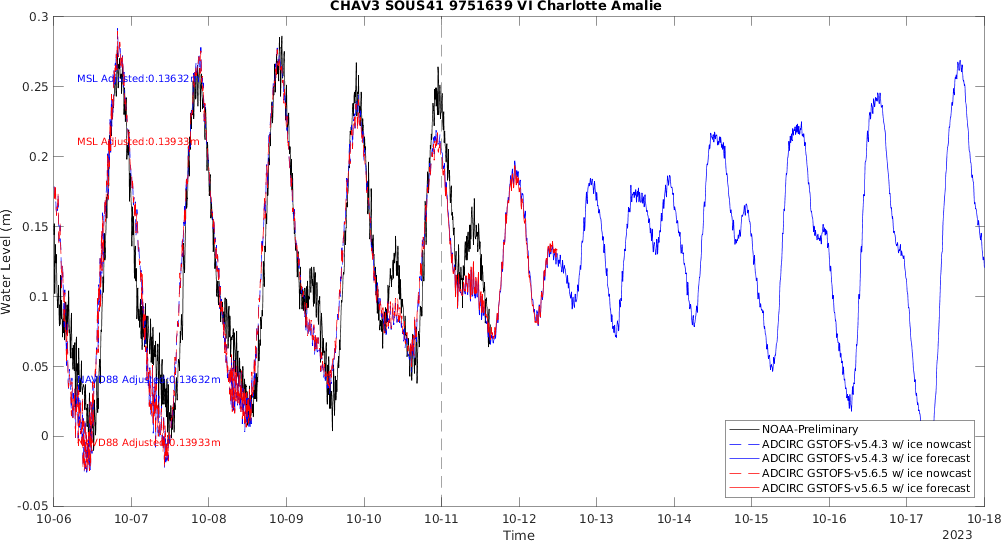 CHAV3 SOUS41 9751639 VI Charlotte Amalie
0.3
0.25
0.2
0.15
0.1
0.05
0
-0.05
Water Level (m)
MSL Adjusted:0.13632m
MSL Adjusted:0.13933m
NAVD88 Adjusted:0.13632m
NAVD88 Adjusted:0.13933m
NOAA-Preliminary
ADCIRC GSTOFS-v5.4.3 w/ ice nowcast
ADCIRC GSTOFS-v5.4.3 w/ ice forecast
ADCIRC GSTOFS-v5.6.5 w/ ice nowcast
ADCIRC GSTOFS-v5.6.5 w/ ice forecast
10-06 10-07 10-08 10-09 10-10 10-11 10-12 10-13 10-14 10-15 10-16 10-17 10-18
Time
2023